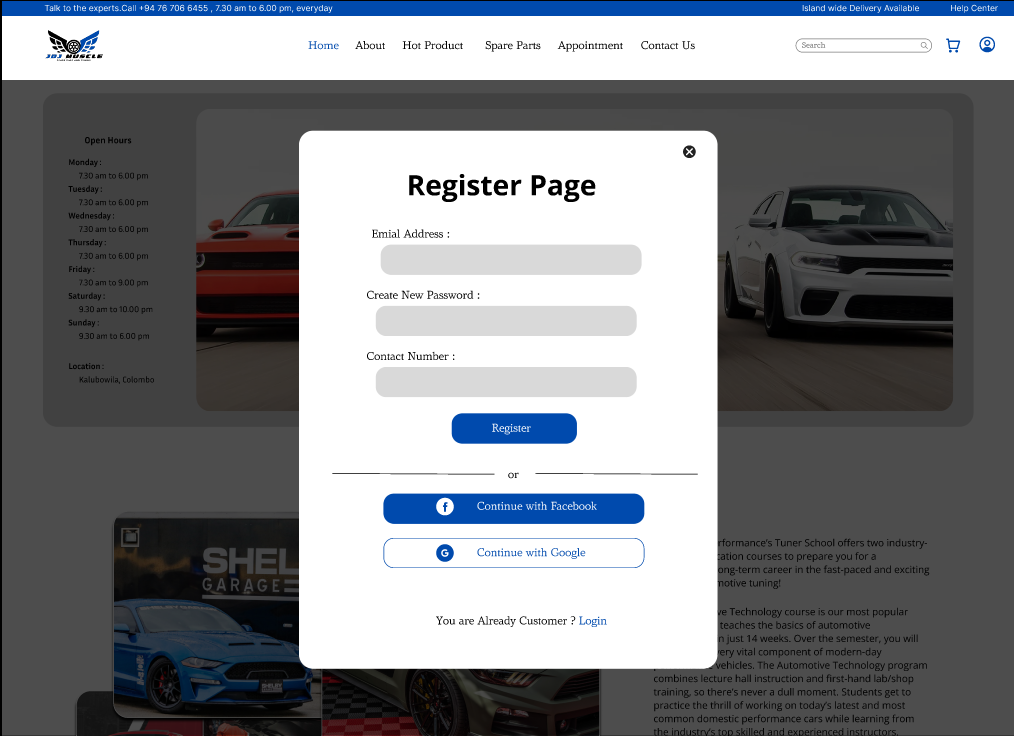 Talk to the experts.Call +94 76 706 6455 , 7.30 am to 6.00 pm, everyday
Island wide Delivery Available
Help Center
JDJ MUSCLE
Home
About
Hot Product
Spare Parts
Appointment
Contact Us
Search
Open Hours
Monday :
7.30 am to 6.00 pm
Tuesday :
7.30 am to 6.00 pm
Wednesday :
7.30 am to 6.00 pm
Thursday :
7.30 am to 6.00 pm
Friday :
7.30 am to 9.00 pm
Saturday :
9.30 am to 10.00 pm
Sunday :
9.30 am to 6.00 pm
Location :
Kalubowila, Colombo
Register Page
Emial Address :
Create New Password :
Contact Number :
Register
or
Continue with Facebook
Continue with Google
You are Already Customer ? Login
SHEL
GARAGE
SHELBY
rformance's Tuner School offers two industry-
cation courses to prepare you for a
ong-term career in the fast-paced and exciting
motive tuning!
ve Technology course is our most popular
teaches the basics of automotive
n just 14 weeks. Over the semester, you will
very vital component of modern-day
vehicles. The Automotive Technology program
combines lecture hall instruction and first-hand lab/shop
training, so there's never a dull moment. Students get to
practice the thrill of working on today's latest and most
common domestic performance cars while learning from
the industry's top skilled and experienced instructors.